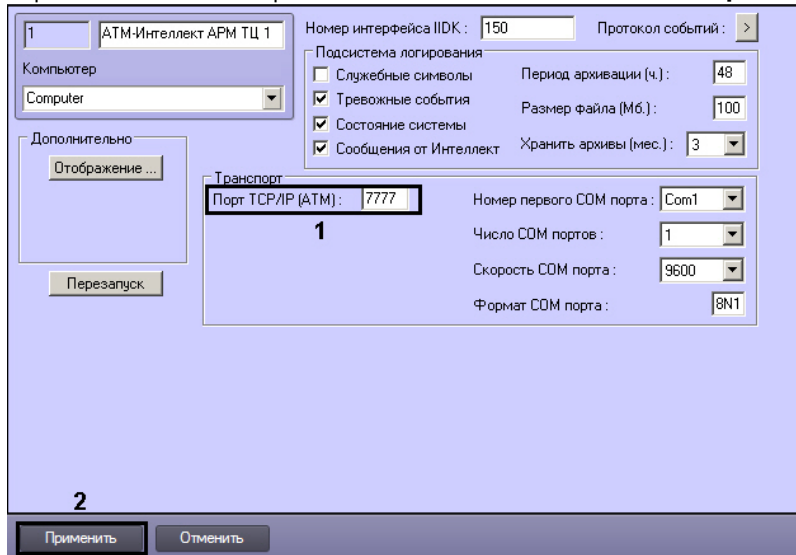 1 АТМ-Интеллект АРМ ТЦ 1
Компьютер
Computer
Дополнительно
Отображение ...
Перезапуск
Номер интерфейса IIDK : 150 Протокол событий : >
Подсистема логирования
Служебные символы Период архивации (ч.) : 48
Тревожные события Размер файла (Мб.) : 100
Состояние системы
Сообщения от Интеллект Хранить архивы (мес.) : 3
Транспорт
Порт TCP/IP (ATM) : 7777 Номер первого COM порта : Com1
1
Число COM портов : 1
Скорость COM порта : 9600
Формат COM порта : 8N1
2
Применить Отменить